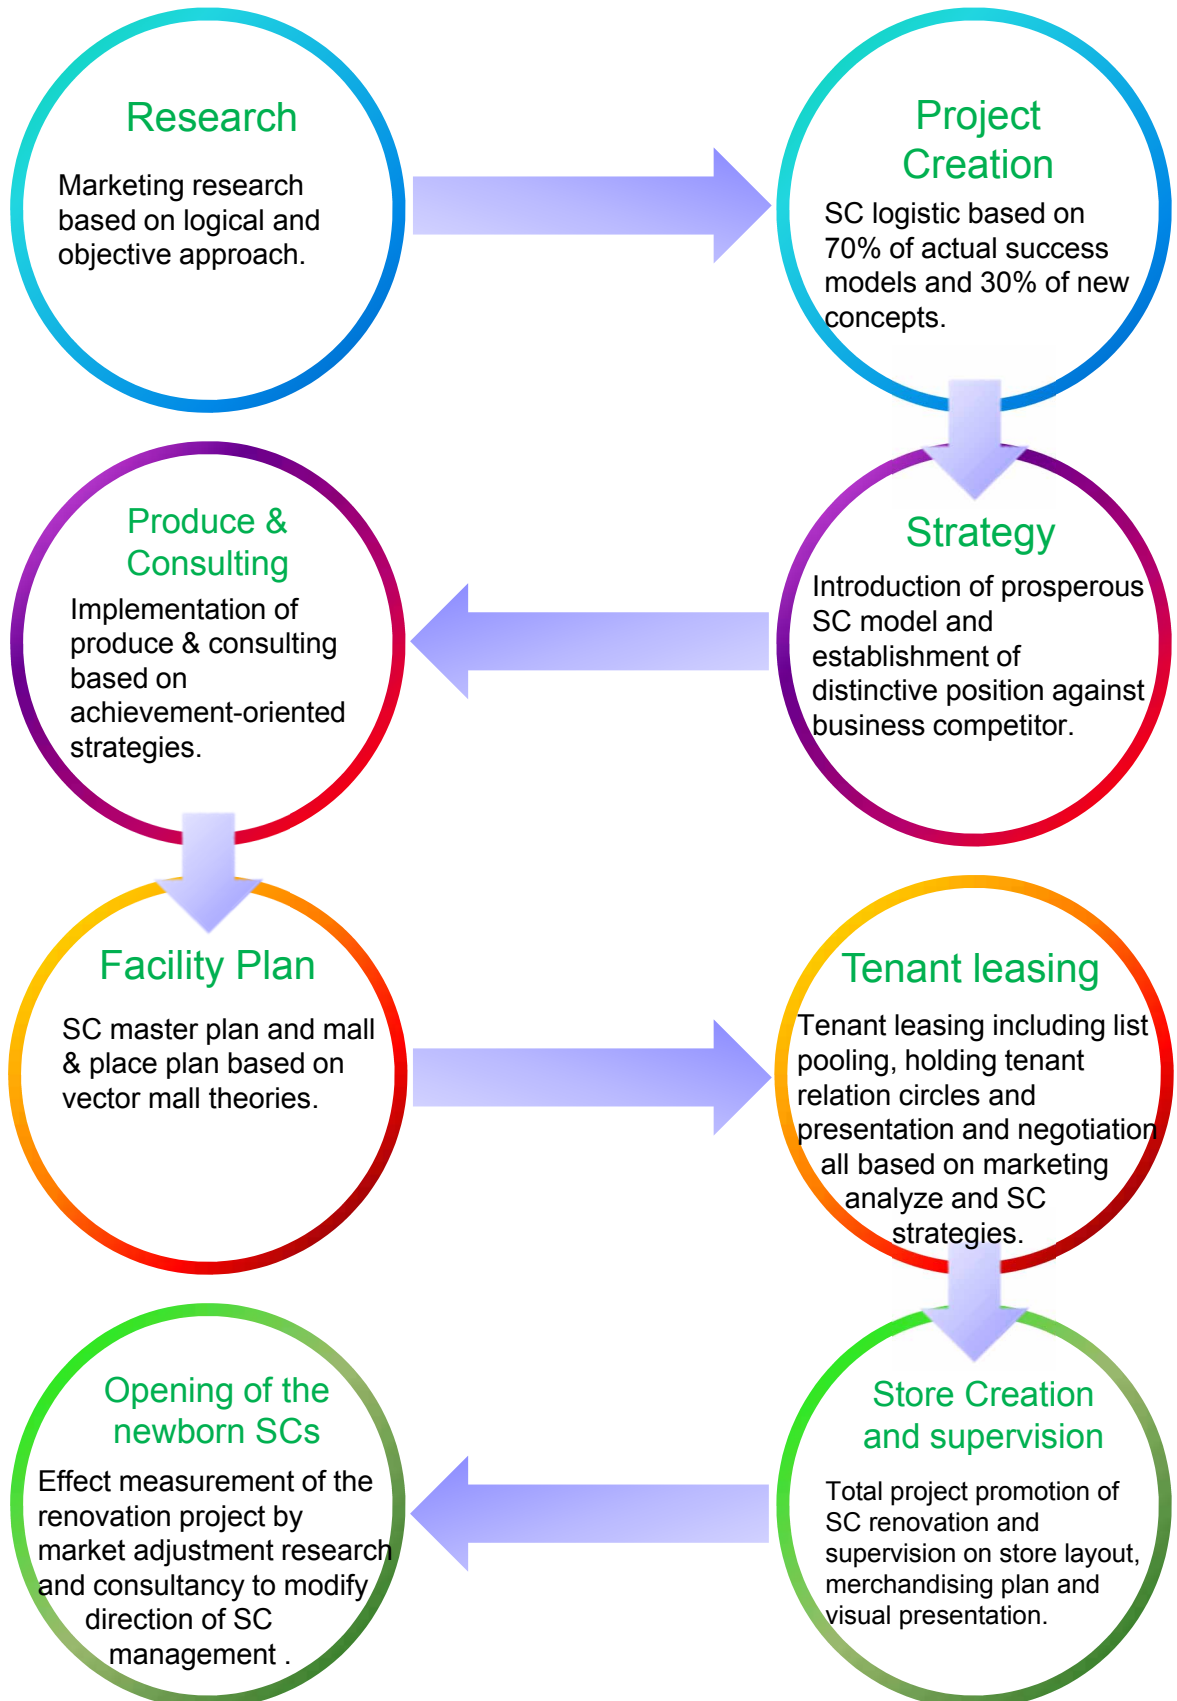 Research
Marketing research
based on logical and
objective approach.
Project
Creation
SC logistic based on
70% of actual success
models and 30% of new
concepts.
Strategy
Introduction of prosperous
SC model and
establishment of
distinctive position against
business competitor.
Produce &
Consulting
Implementation of
produce & consulting
based on
achievement-oriented
strategies.
Facility Plan
SC master plan and mall
& place plan based on
vector mall theories.
Tenant leasing
Tenant leasing including list
pooling, holding tenant
relation circles and
presentation and negotiation
all based on marketing
analyze and SC
strategies.
Store Creation
and supervision
Total project promotion of
SC renovation and
supervision on store layout,
merchandising plan and
visual presentation.
Opening of the
newborn SCs
Effect measurement of the
renovation project by
market adjustment research
and consultancy to modify
direction of SC
management .